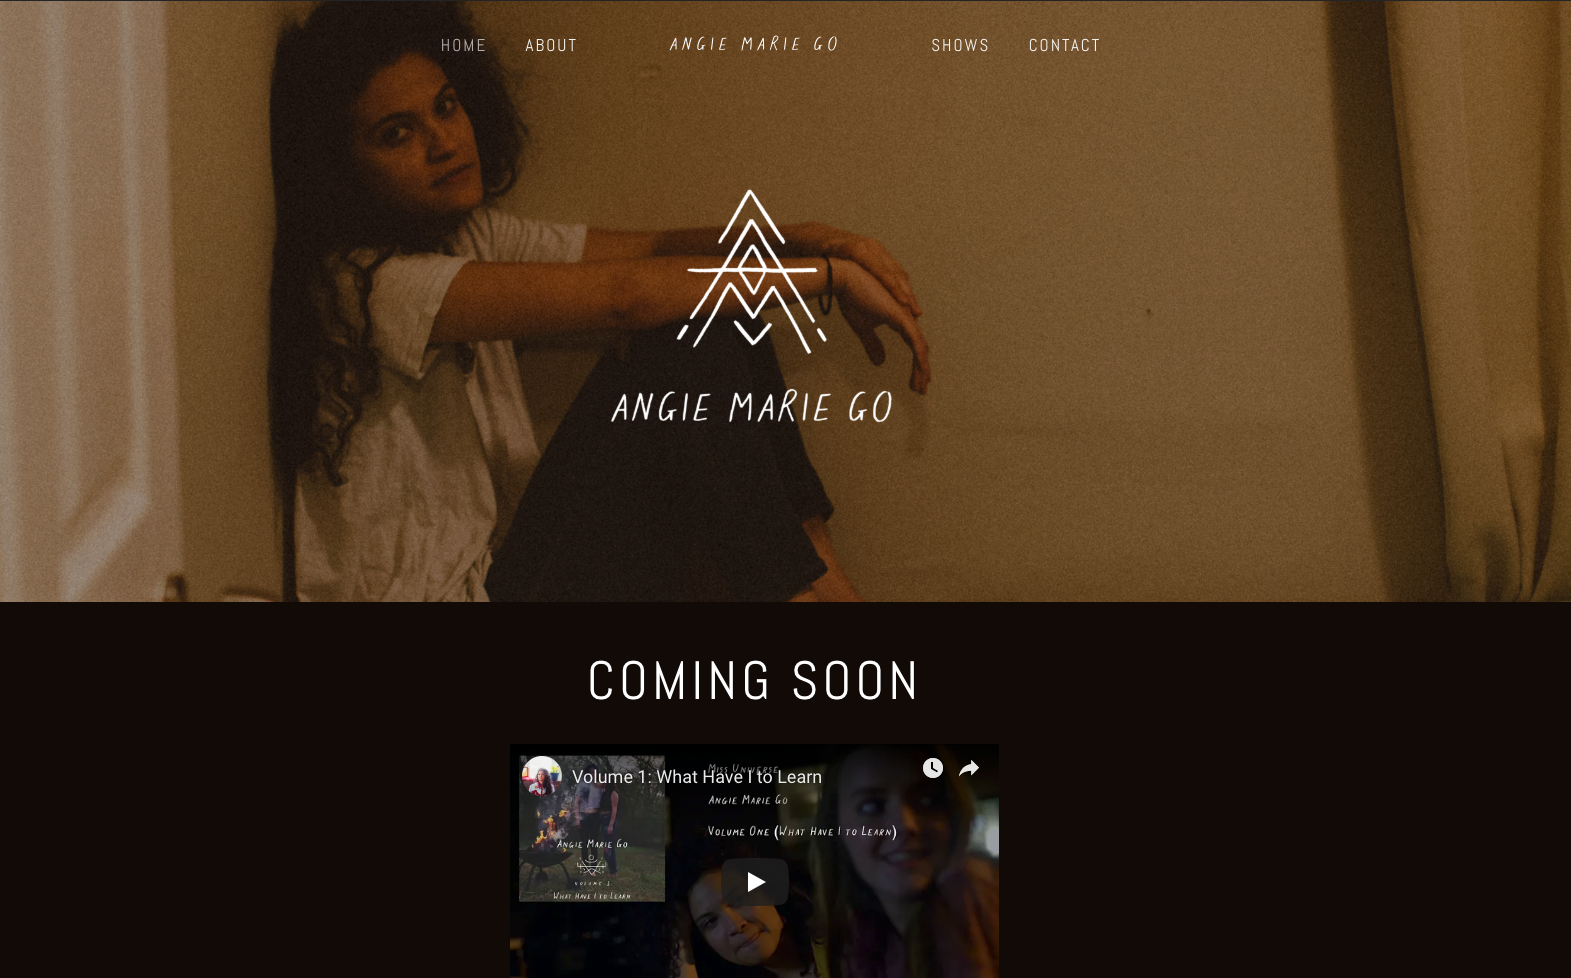 HOME ABOUT ANGIE MARIE GO SHOWS CONTACT
ANGIE MARIE GO
COMING SOON
Miss Universe
Volume 1: What Have I to Learn
Angie Marie Go
Volume One (What Have I to Learn)
Angie Marie Go
VOLUME 1
What Have I to Learn